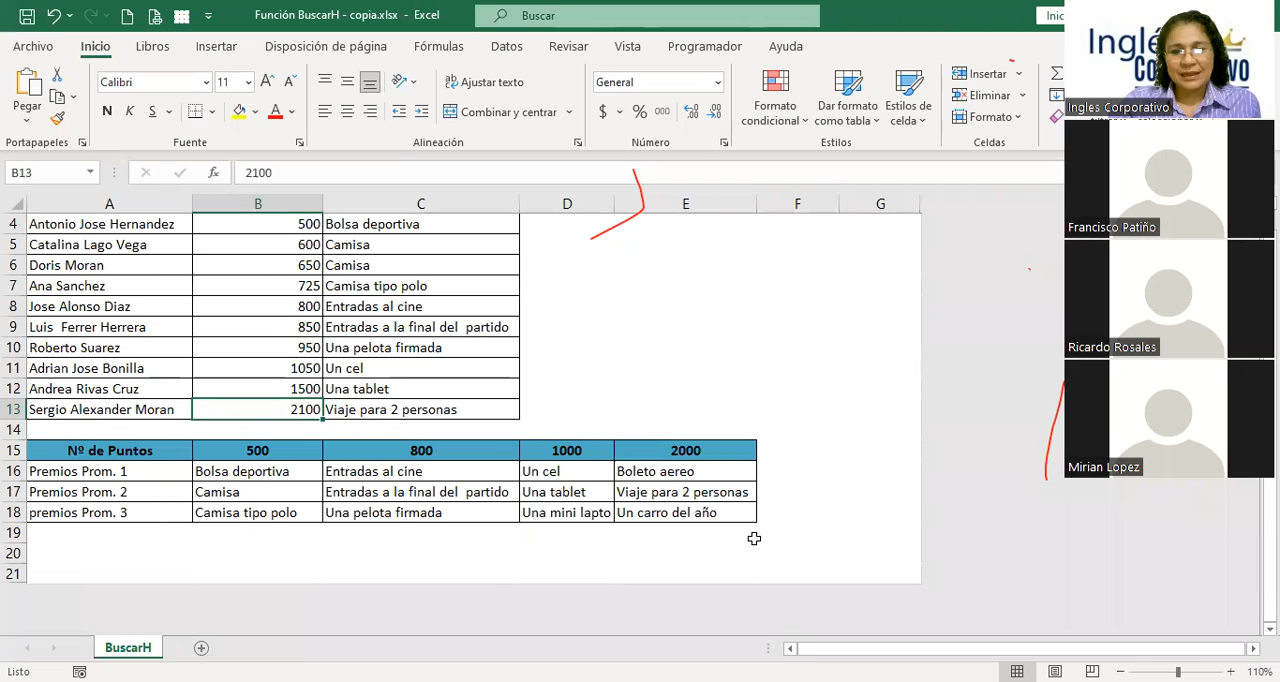 Función BuscarH - copia.xlsx - Excel
Buscar
Archivo Inicio Libros Insertar Disposición de página Fórmulas Datos Revisar Vista Programador Ayuda
Pegar
Calibri 11
N K S
Ajustar texto
Combinar y centrar
General
$ % 000
Formato condicional
Dar formato como tabla
Estilos de celda
Insertar
Eliminar
Formato
Portapapeles Fuente Alineación Número Estilos Celdas
B13 fx 2100
A B C D E F G
4 Antonio Jose Hernandez 500 Bolsa deportiva
5 Catalina Lago Vega 600 Camisa
6 Doris Moran 650 Camisa
7 Ana Sanchez 725 Camisa tipo polo
8 Jose Alonso Diaz 800 Entradas al cine
9 Luis Ferrer Herrera 850 Entradas a la final del partido
10 Roberto Suarez 950 Una pelota firmada
11 Adrian Jose Bonilla 1050 Un cel
12 Andrea Rivas Cruz 1500 Una tablet
13 Sergio Alexander Moran 2100 Viaje para 2 personas
14
15 Nº de Puntos 500 800 1000 2000
16 Premios Prom. 1 Bolsa deportiva Entradas al cine Un cel Boleto aereo
17 Premios Prom. 2 Camisa Entradas a la final del partido Una tablet Viaje para 2 personas
18 premios Prom. 3 Camisa tipo polo Una pelota firmada Una mini lapto Un carro del año
19
20
21
BuscarH
Listo
110%
Ingles Corporativo
Francisco Patiño
Ricardo Rosales
Mirian Lopez